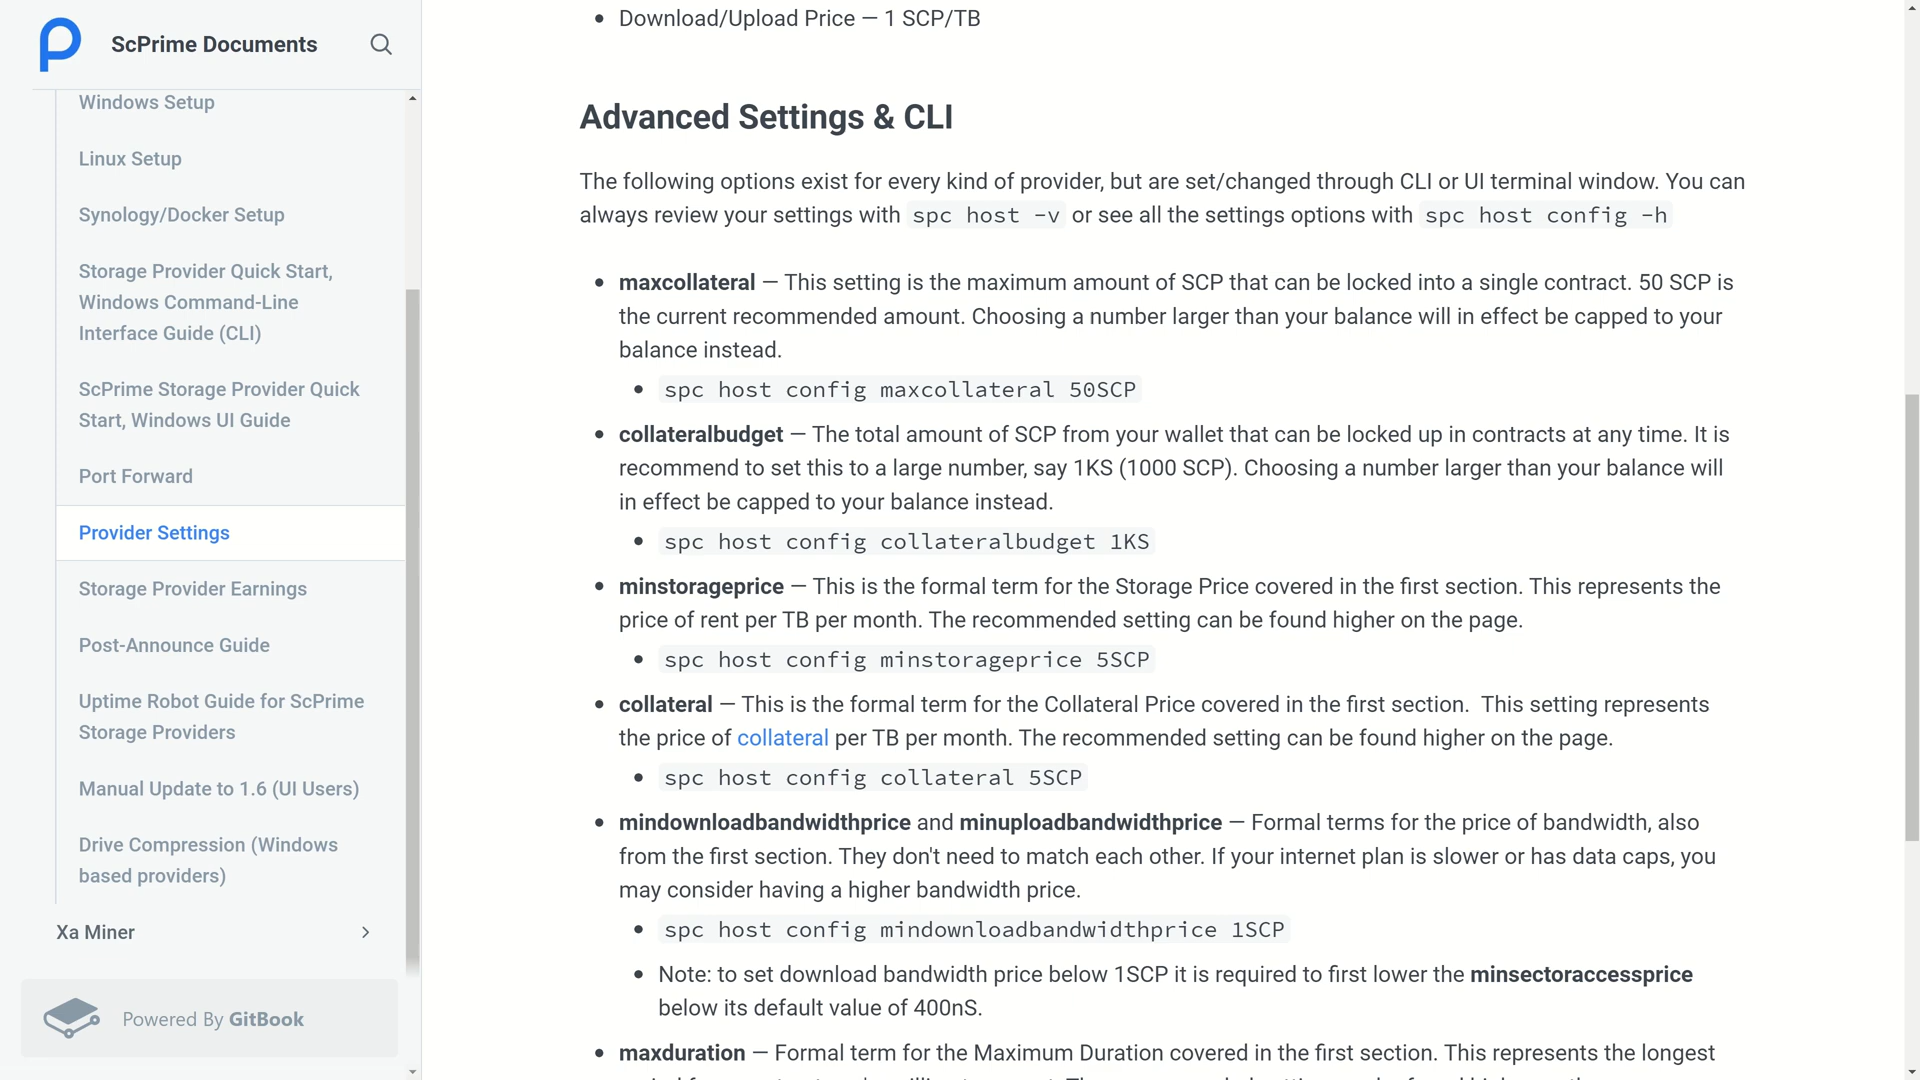 ScPrime Documents
Windows Setup
Linux Setup
Synology/Docker Setup
Storage Provider Quick Start,
Windows Command-Line
Interface Guide (CLI)
ScPrime Storage Provider Quick
Start, Windows UI Guide
Port Forward
Provider Settings
Storage Provider Earnings
Post-Announce Guide
Uptime Robot Guide for ScPrime
Storage Providers
Manual Update to 1.6 (UI Users)
Drive Compression (Windows
based providers)
Xa Miner
Powered By GitBook
• Download/Upload Price — 1 SCP/TB
Advanced Settings & CLI
The following options exist for every kind of provider, but are set/changed through CLI or UI terminal window. You can
always review your settings with spc host -v or see all the settings options with spc host config -h
• maxcollateral — This setting is the maximum amount of SCP that can be locked into a single contract. 50 SCP is
the current recommended amount. Choosing a number larger than your balance will in effect be capped to your
balance instead.
• spc host config maxcollateral 50SCP
• collateralbudget — The total amount of SCP from your wallet that can be locked up in contracts at any time. It is
recommend to set this to a large number, say 1KS (1000 SCP). Choosing a number larger than your balance will
in effect be capped to your balance instead.
• spc host config collateralbudget 1KS
• minstorageprice — This is the formal term for the Storage Price covered in the first section. This represents the
price of rent per TB per month. The recommended setting can be found higher on the page.
• spc host config minstorageprice 5SCP
• collateral — This is the formal term for the Collateral Price covered in the first section.  This setting represents
the price of collateral per TB per month. The recommended setting can be found higher on the page.
• spc host config collateral 5SCP
• mindownloadbandwidthprice and minuploadbandwidthprice — Formal terms for the price of bandwidth, also
from the first section. They don't need to match each other. If your internet plan is slower or has data caps, you
may consider having a higher bandwidth price.
• spc host config mindownloadbandwidthprice 1SCP
• Note: to set download bandwidth price below 1SCP it is required to first lower the minsectoraccessprice
below its default value of 400nS.
• maxduration — Formal term for the Maximum Duration covered in the first section. This represents the longest